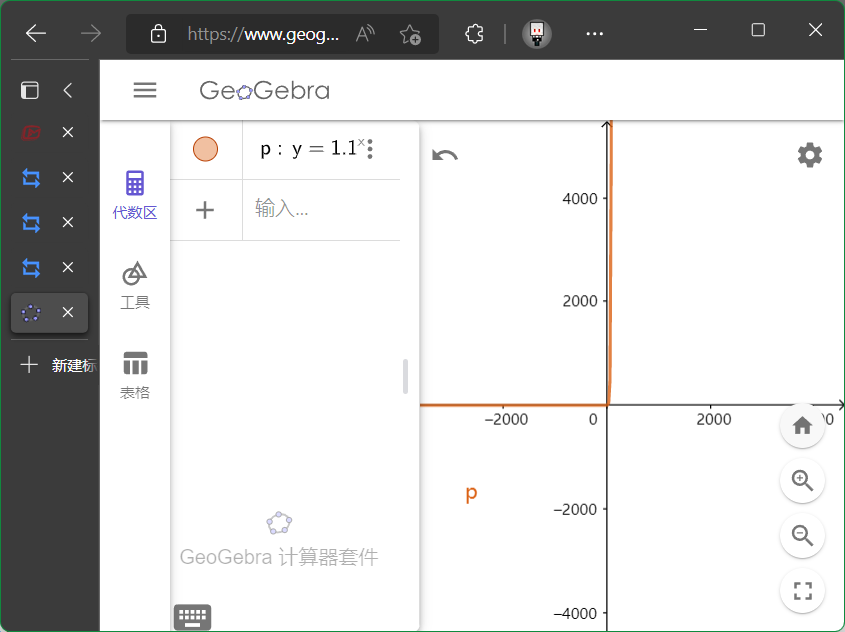 https://www.geog...
GeoGebra
p : y = 1.1ˣ
输入...
代数区
工具
表格
新建标
GeoGebra 计算器套件
4000
2000
−2000
0
2000
p
−2000
−4000